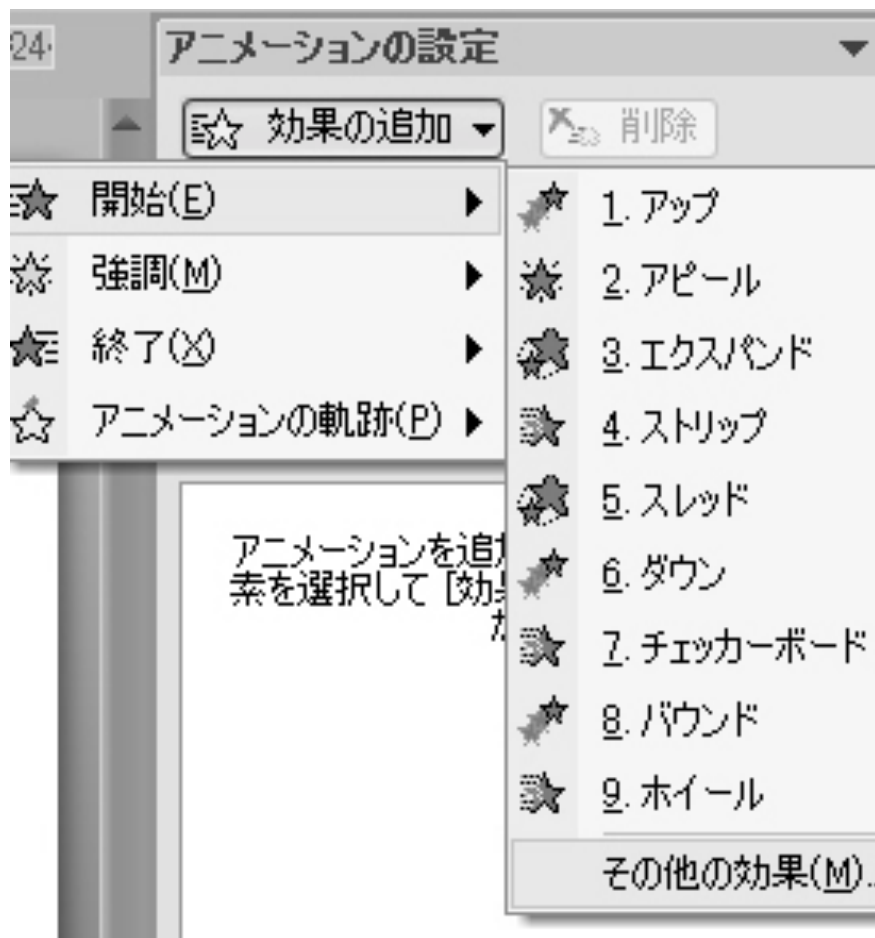 24
アニメーションの設定
効果の追加
削除
開始(E)
強調(M)
終了(X)
アニメーションの軌跡(P)
1. アップ
2. アピール
3. エクスパンド
4. ストリップ
5. スレッド
6. ダウン
7. チェッカーボード
8. バウンド
9. ホイール
その他の効果(M)..
アニメーションを追
素を選択して [効